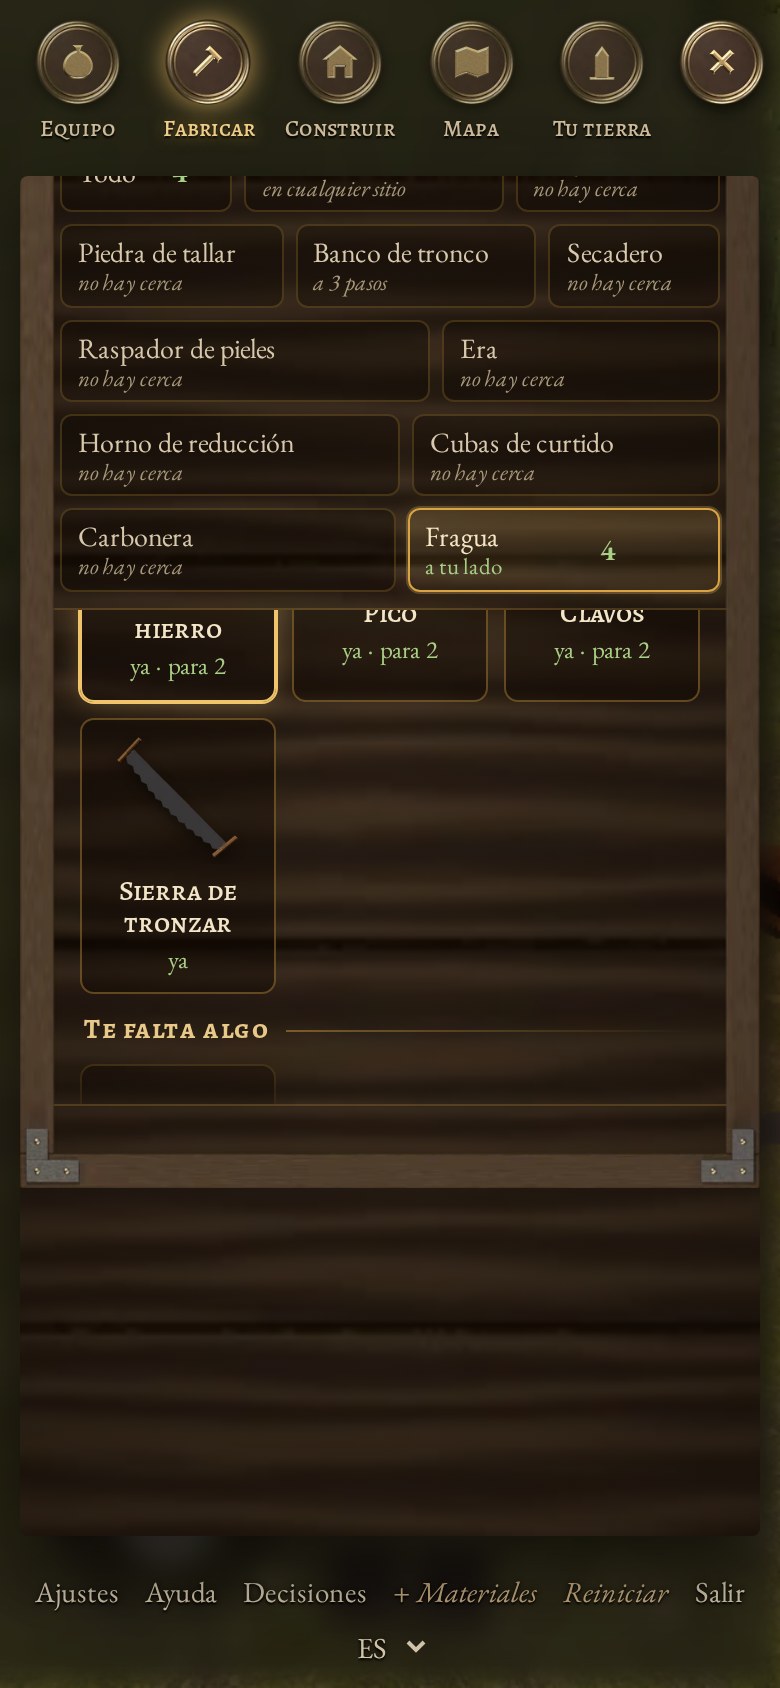 Equipo
Fabricar
Construir
Mapa
Tu tierra
Todo 4
en cualquier sitio
no hay cerca
Piedra de tallar
no hay cerca
Banco de tronco
a 3 pasos
Secadero
no hay cerca
Raspador de pieles
no hay cerca
Era
no hay cerca
Horno de reducción
no hay cerca
Cubas de curtido
no hay cerca
Carbonera
no hay cerca
Fragua 4
a tu lado
hierro
ya · para 2
Pico
ya · para 2
Clavos
ya · para 2
Sierra de
tronzar
ya
Te falta algo
Ajustes Ayuda Decisiones + Materiales Reiniciar Salir
ES